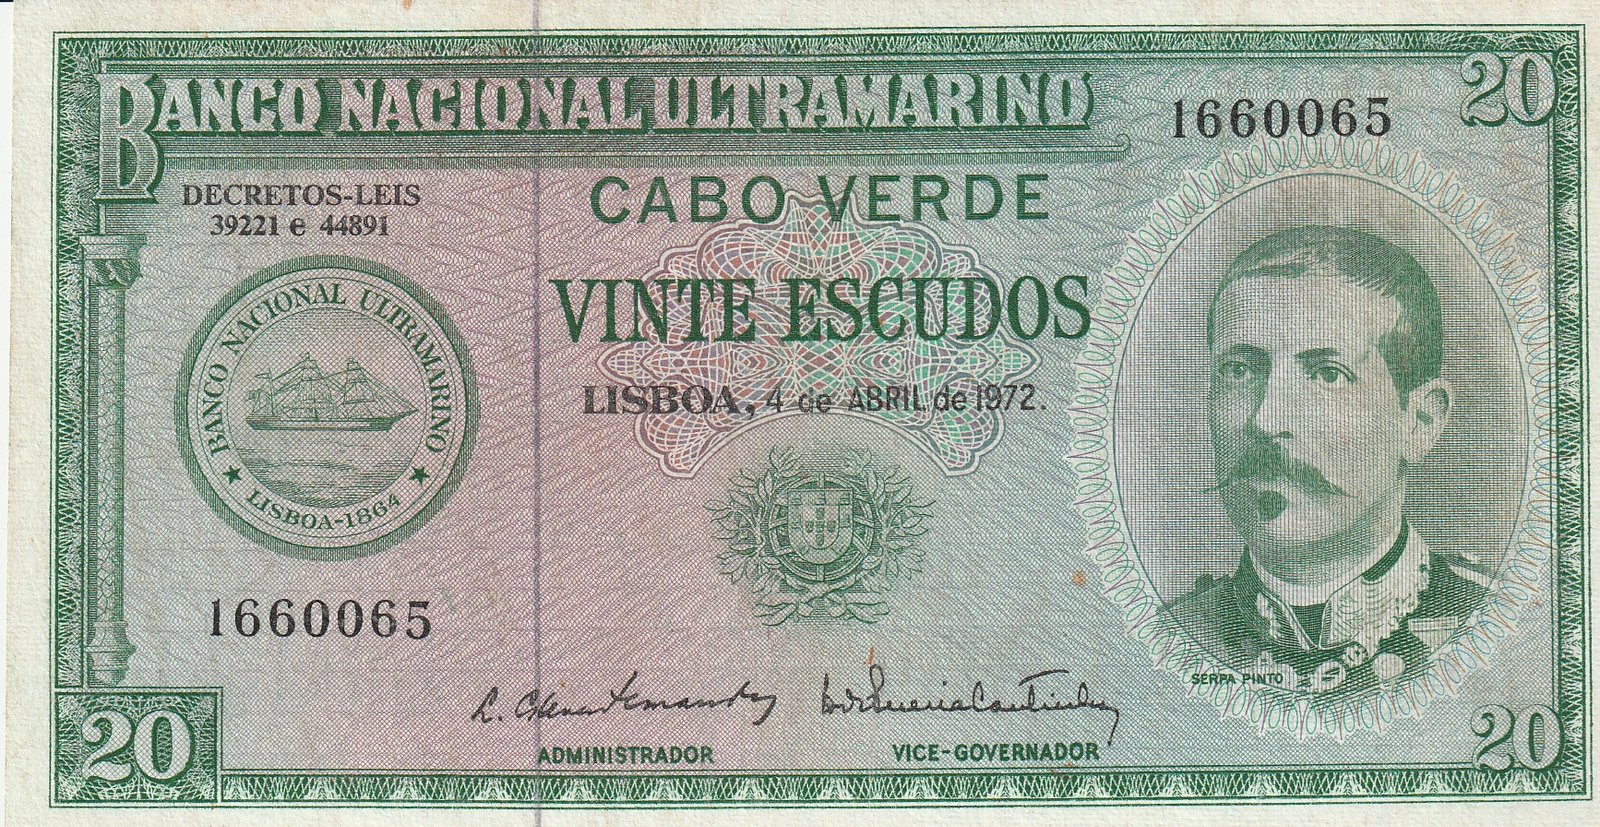 BANCO NACIONAL ULTRAMARINO
20
1660065
DECRETOS-LEIS
39221 e 44891
CABO VERDE
VINTE ESCUDOS
LISBOA, 4 de ABRIL de 1972.
BANCO NACIONAL ULTRAMARINO
LISBOA-1864
1660065
SERPA PINTO
ADMINISTRADOR
VICE-GOVERNADOR
20
20